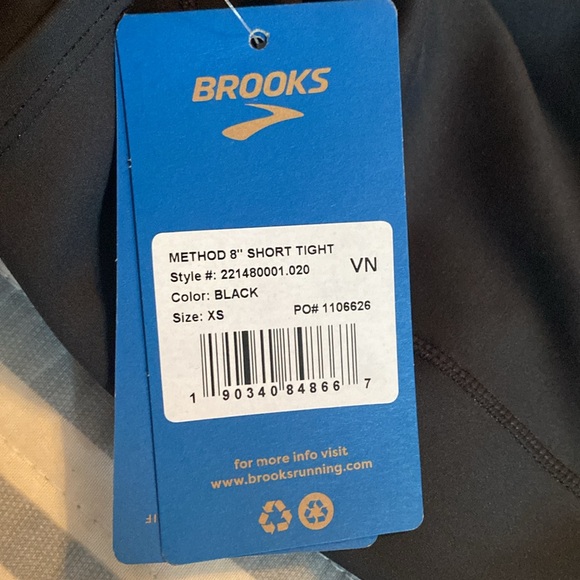 BROOKS
METHOD 8" SHORT TIGHT
Style #: 221480001.020
VN
Color: BLACK
Size: XS
PO# 1106626
1 90340 84866 7
for more info visit
www.brooksrunning.com
IF